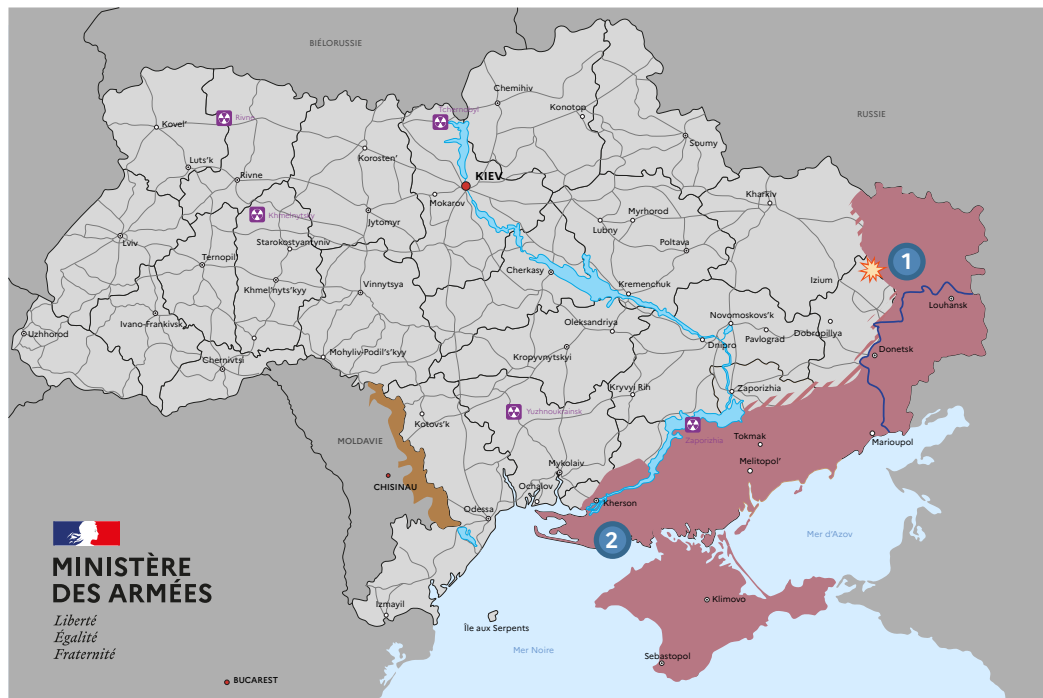 BIÉLORUSSIE
RUSSIE
Chernihiv
Konotop
Tchernobyl
Rivne
Kovel'
Soumy
Korosten'
Luts'k
Rivne
KIEV
Mokarov
Kharkiv
Khmelnytsky
Jytomyr
Myrhorod
Lubny
Poltava
Lviv
Starokostyantyniv
Ternopil
1
Cherkasy
Izium
Khmel'nyts'kyy
Vinnytsya
Kremenchuk
Louhansk
Ivano-Frankivsk
Oleksandriya
Novomoskovs'k
Pavlograd
Dobropillya
Uzhhorod
Chernivtsi
Mohyliv-Podil's'kyy
Kropyvnytskyi
Dnipro
Donetsk
Kryvyi Rih
Zaporizhia
Yuzhnoukrainsk
Kotovs'k
Zaporizhia
Tokmak
Marioupol
MOLDAVIE
Mykolaiv
Melitopol'
CHISINAU
Ochalov
Kherson
Odessa
2
Mer d'Azov
MINISTÈRE
DES ARMÉES
Liberté
Égalité
Fraternité
Izmayil
Klimovo
Île aux Serpents
Mer Noire
Sebastopol
BUCAREST